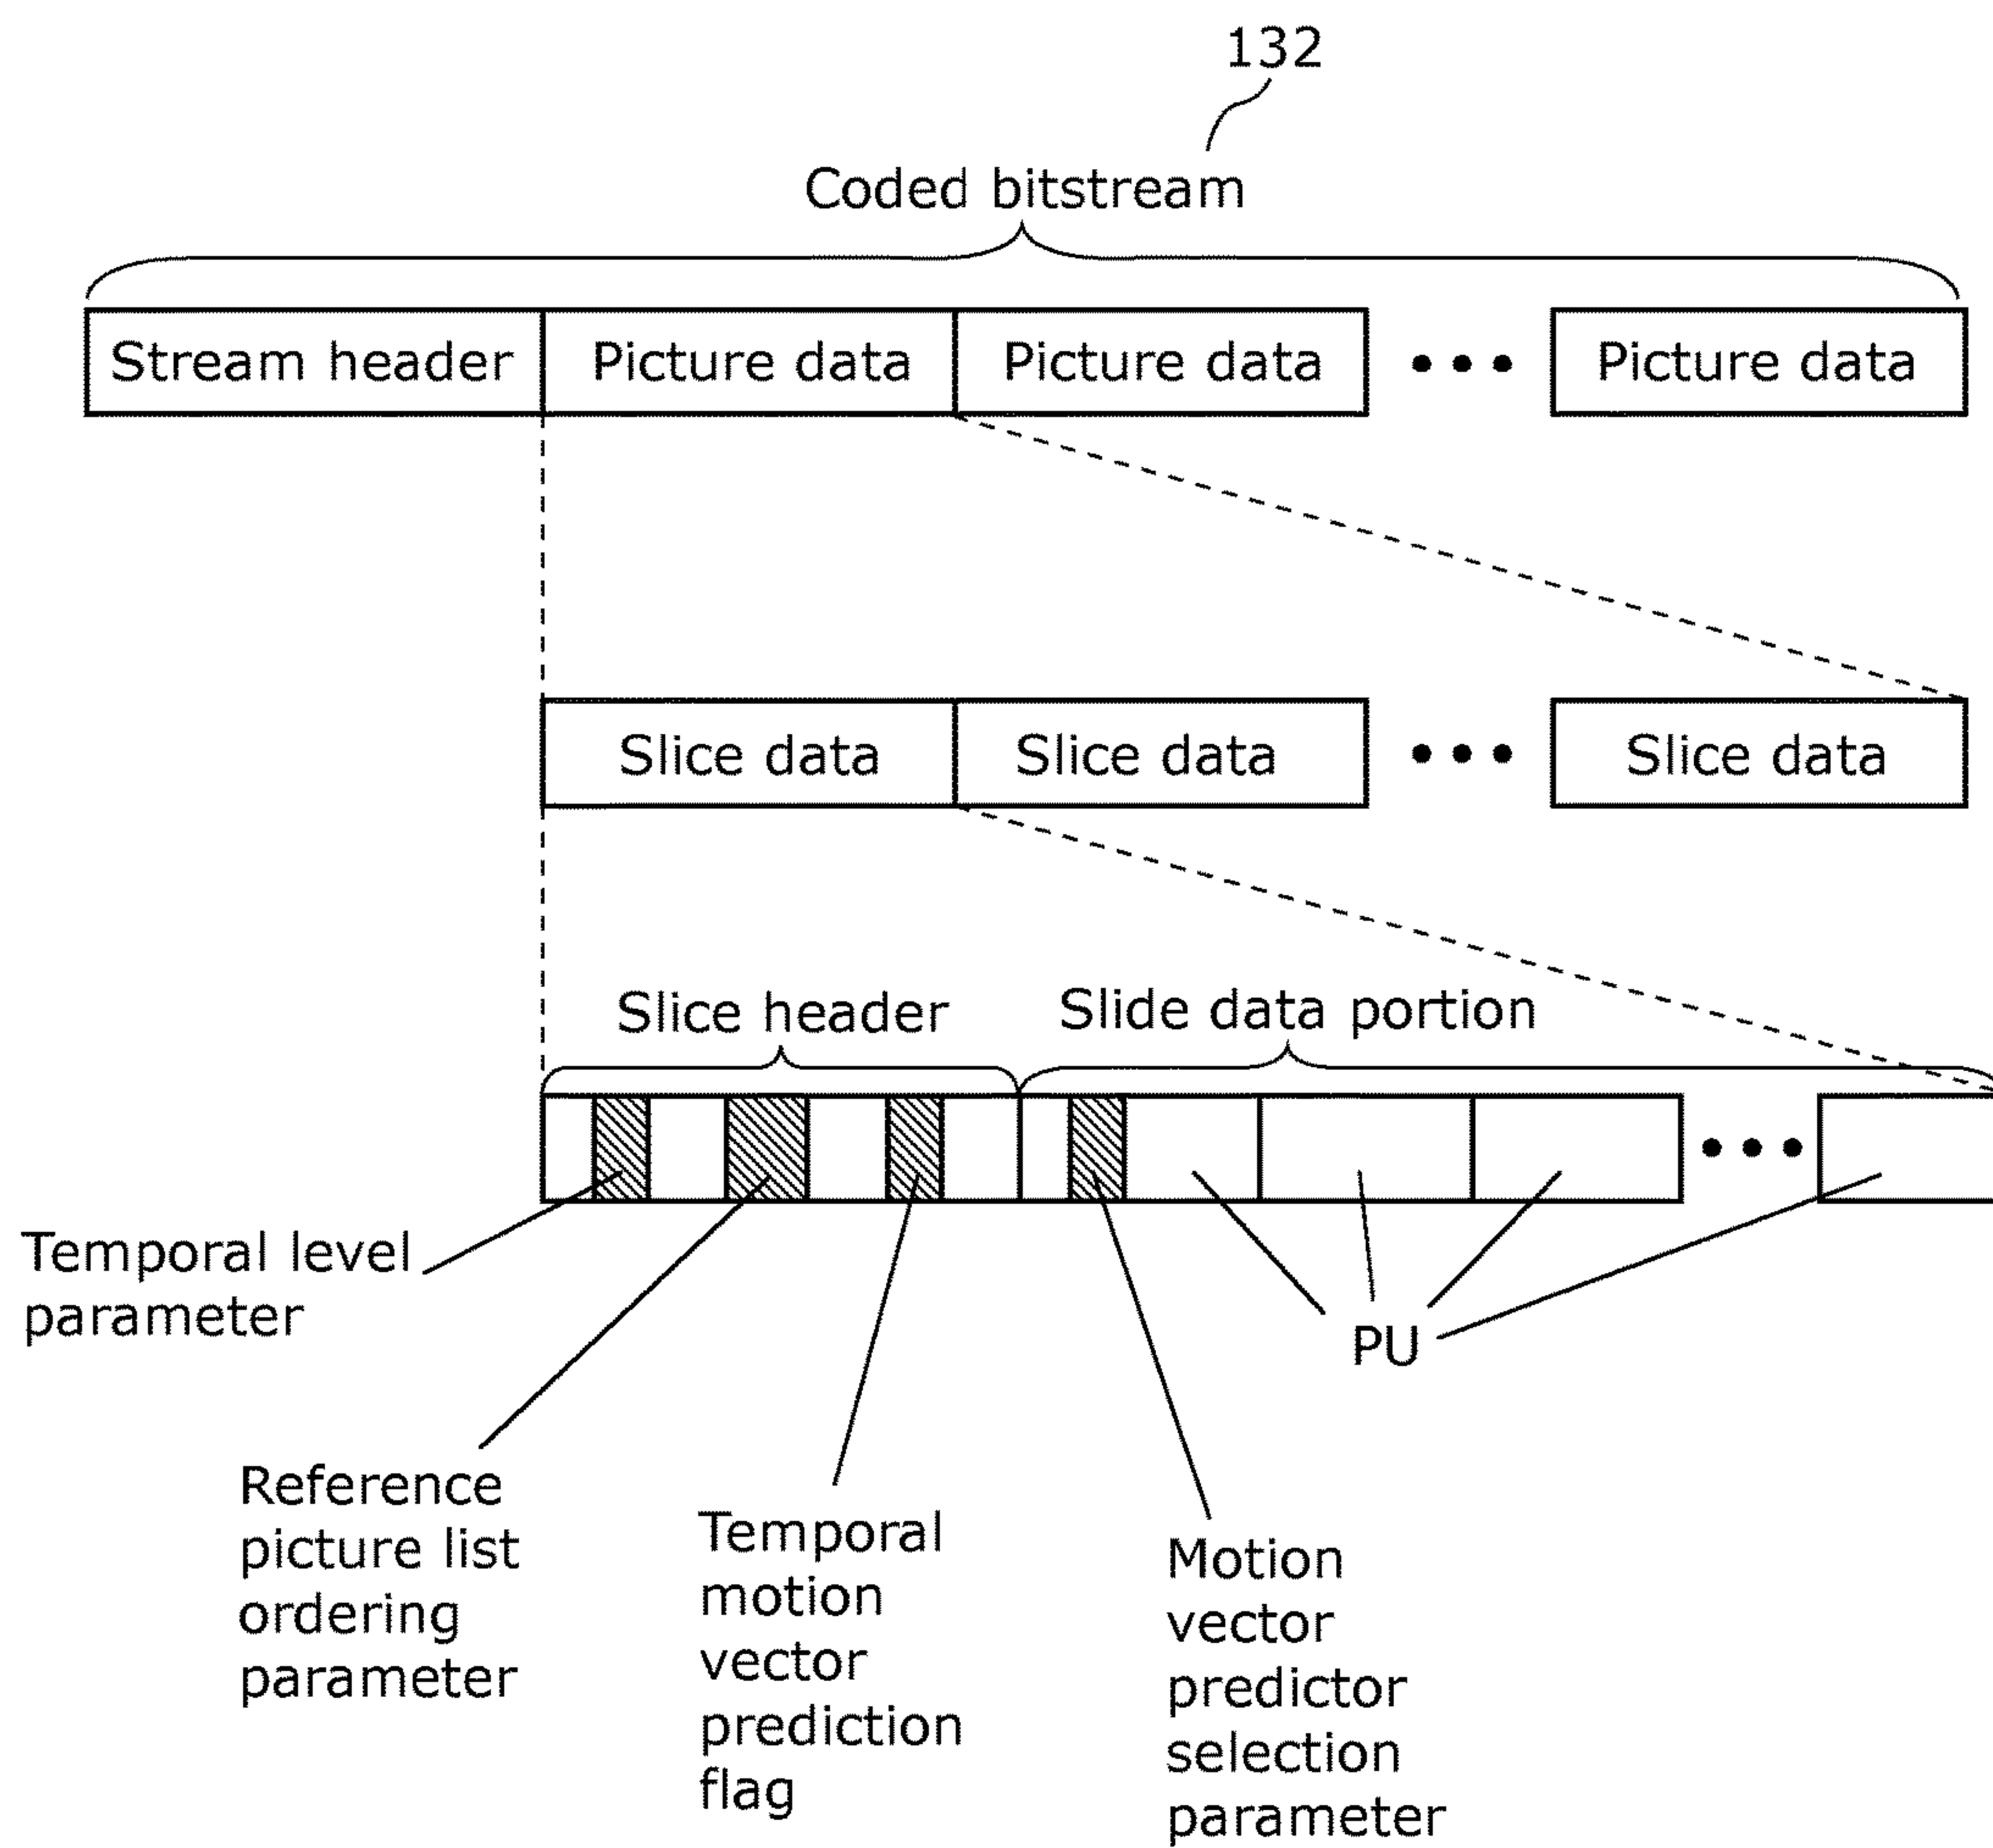 132
Coded bitstream
Stream header
Picture data
Picture data
Picture data
Slice data
Slice data
Slice data
Slice header
Slide data portion
Temporal level
parameter
PU
Reference
picture list
ordering
parameter
Temporal
motion
vector
prediction
flag
Motion
vector
predictor
selection
parameter